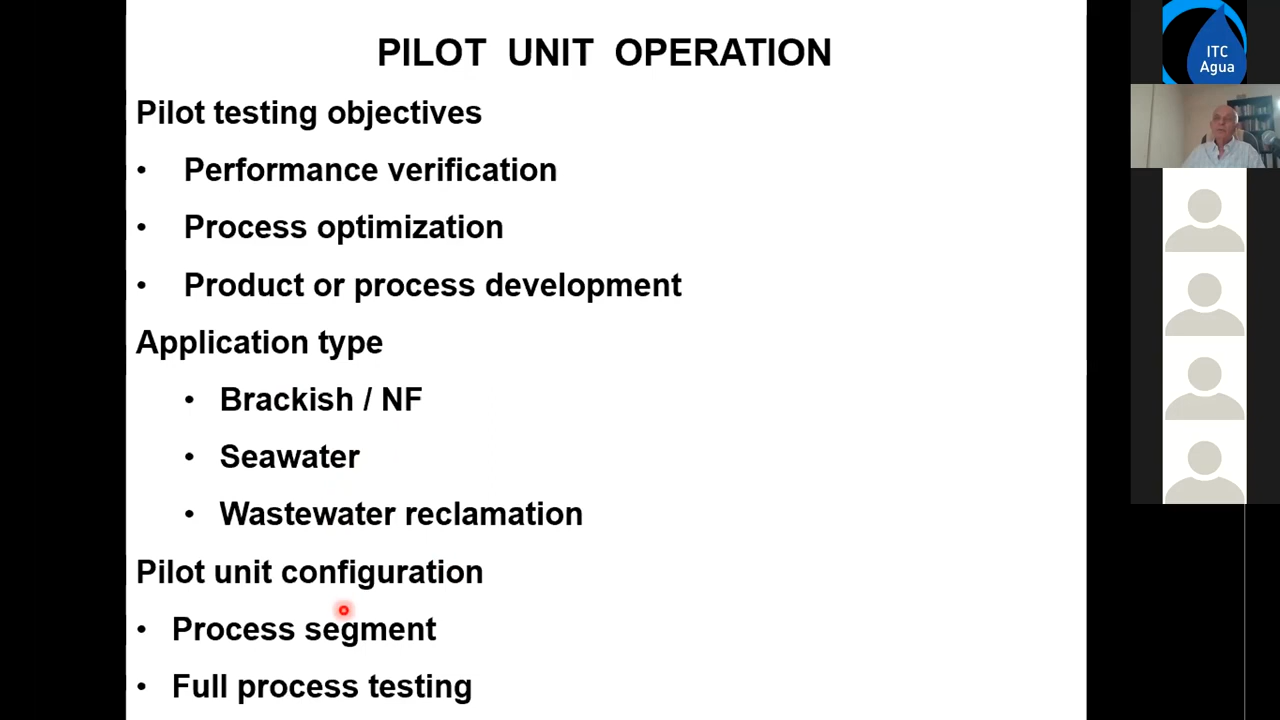 PILOT UNIT OPERATION
Pilot testing objectives
• Performance verification
• Process optimization
• Product or process development
Application type
• Brackish / NF
• Seawater
• Wastewater reclamation
Pilot unit configuration
• Process segment
• Full process testing
ITC
Agua